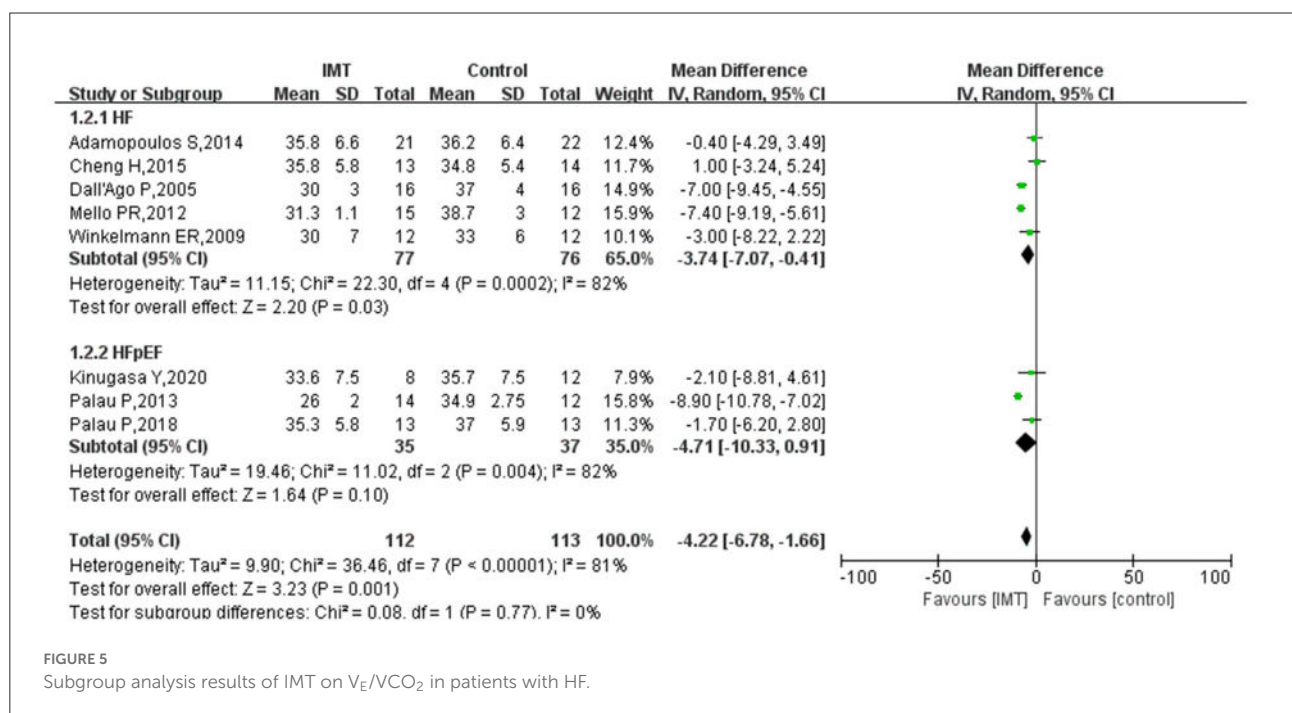 IMT Control Mean Difference Mean Difference
Study or Subgroup Mean SD Total Mean SD Total Weight IV, Random, 95% CI IV, Random, 95% CI
1.2.1 HF
Adamopoulos S,2014 35.8 6.6 21 36.2 6.4 22 12.4% -0.40 [-4.29, 3.49]
Cheng H,2015 35.8 5.8 13 34.8 5.4 14 11.7% 1.00 [-3.24, 5.24]
Dall'Ago P,2005 30 3 16 37 4 16 14.9% -7.00 [-9.45, -4.55]
Mello PR,2012 31.3 1.1 15 38.7 3 12 15.9% -7.40 [-9.19, -5.61]
Winkelmann ER,2009 30 7 12 33 6 12 10.1% -3.00 [-8.22, 2.22]
Subtotal (95% CI) 77 76 65.0% -3.74 [-7.07, -0.41]
Heterogeneity: Tau² = 11.15; Chi² = 22.30, df = 4 (P = 0.0002); I² = 82%
Test for overall effect: Z = 2.20 (P = 0.03)
1.2.2 HFpEF
Kinugasa Y,2020 33.6 7.5 8 35.7 7.5 12 7.9% -2.10 [-8.81, 4.61]
Palau P,2013 26 2 14 34.9 2.75 12 15.8% -8.90 [-10.78, -7.02]
Palau P,2018 35.3 5.8 13 37 5.9 13 11.3% -1.70 [-6.20, 2.80]
Subtotal (95% CI) 35 37 35.0% -4.71 [-10.33, 0.91]
Heterogeneity: Tau² = 19.46; Chi² = 11.02, df = 2 (P = 0.004); I² = 82%
Test for overall effect: Z = 1.64 (P = 0.10)
Total (95% CI) 112 113 100.0% -4.22 [-6.78, -1.66]
Heterogeneity: Tau² = 9.90; Chi² = 36.46, df = 7 (P < 0.00001); I² = 81%
Test for overall effect: Z = 3.23 (P = 0.001)
Test for subgroup differences: Chi² = 0.08, df = 1 (P = 0.77), I² = 0%
-100 -50 0 50 100
Favours [IMT] Favours [control]
FIGURE 5
Subgroup analysis results of IMT on VE/VCO₂ in patients with HF.